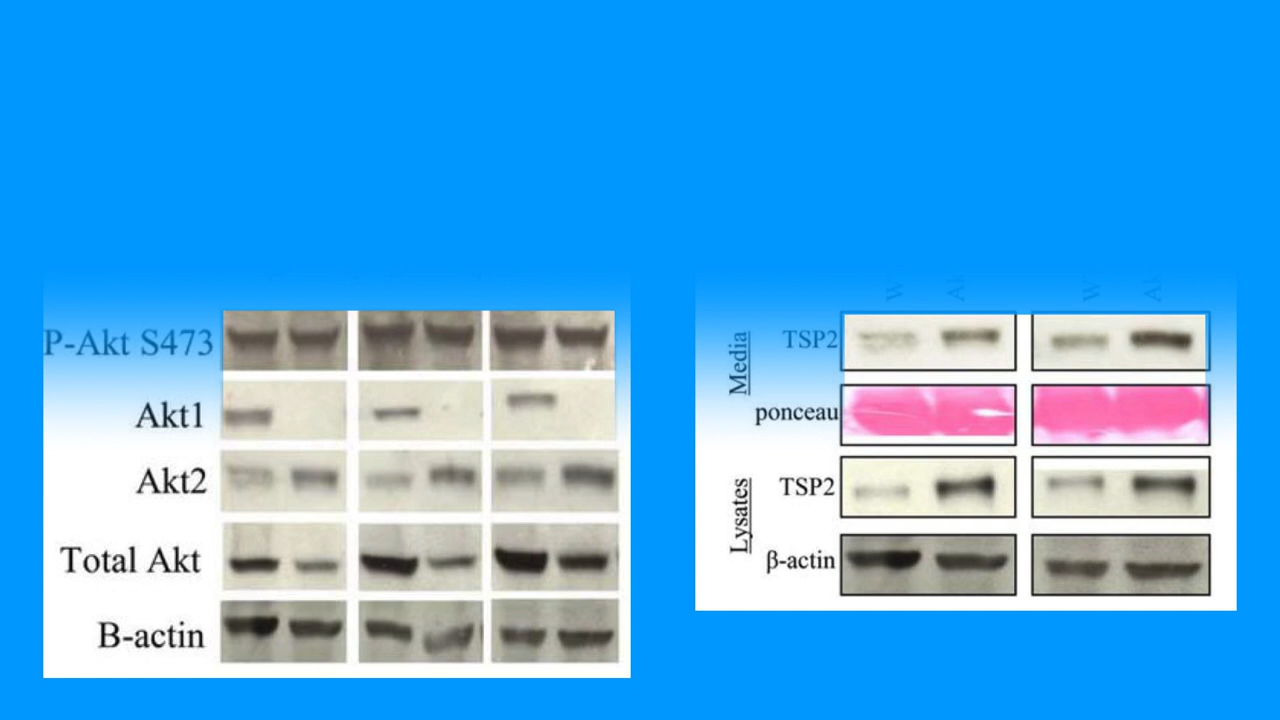 P-Akt S473
Akt1
Akt2
Total Akt
B-actin
Media
TSP2
ponceau
Lysates
TSP2
β-actin